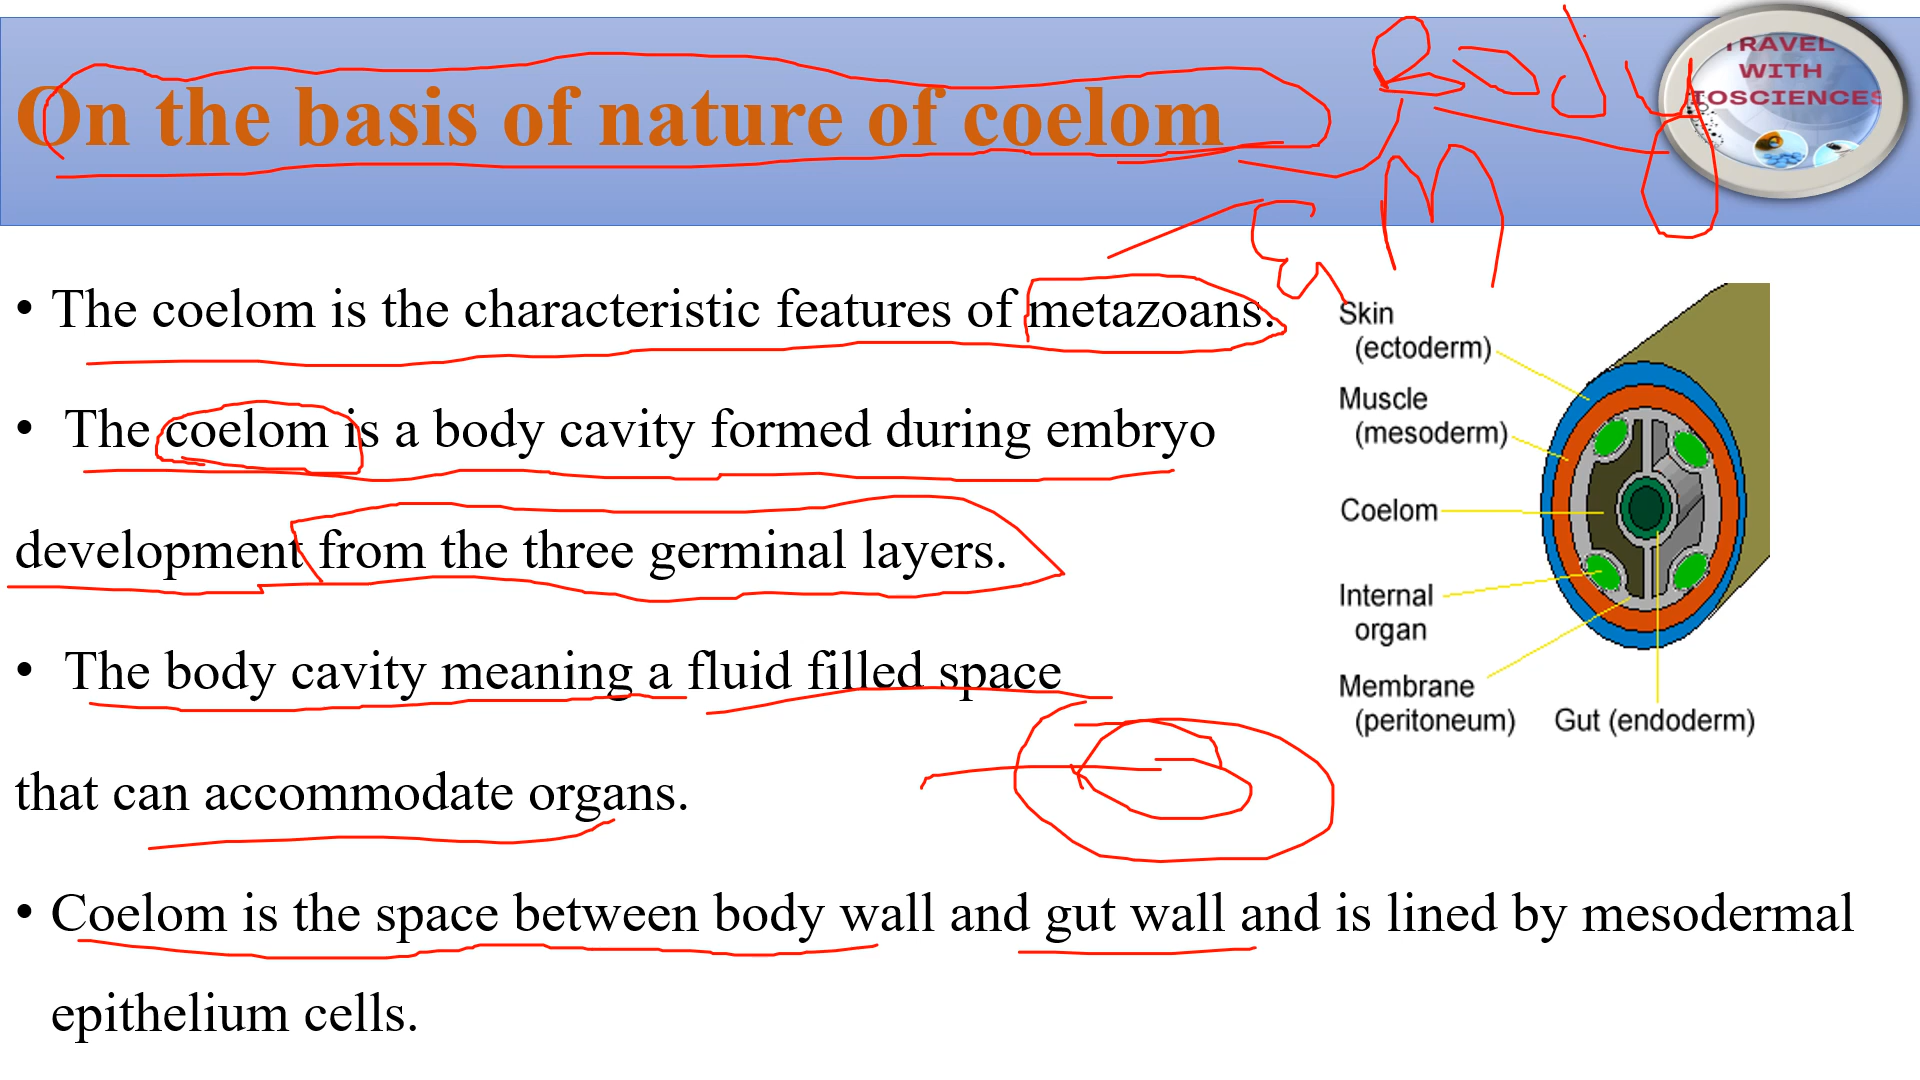 On the basis of nature of coelom
Body
TRAVEL
WITH
IOSCIENCES
• The coelom is the characteristic features of metazoans.
• The coelom is a body cavity formed during embryo
development from the three germinal layers.
• The body cavity meaning a fluid filled space
that can accommodate organs.
• Coelom is the space between body wall and gut wall and is lined by mesodermal
epithelium cells.
Skin
(ectoderm)
Muscle
(mesoderm)
Coelom
Internal
organ
Membrane
(peritoneum)
Gut (endoderm)